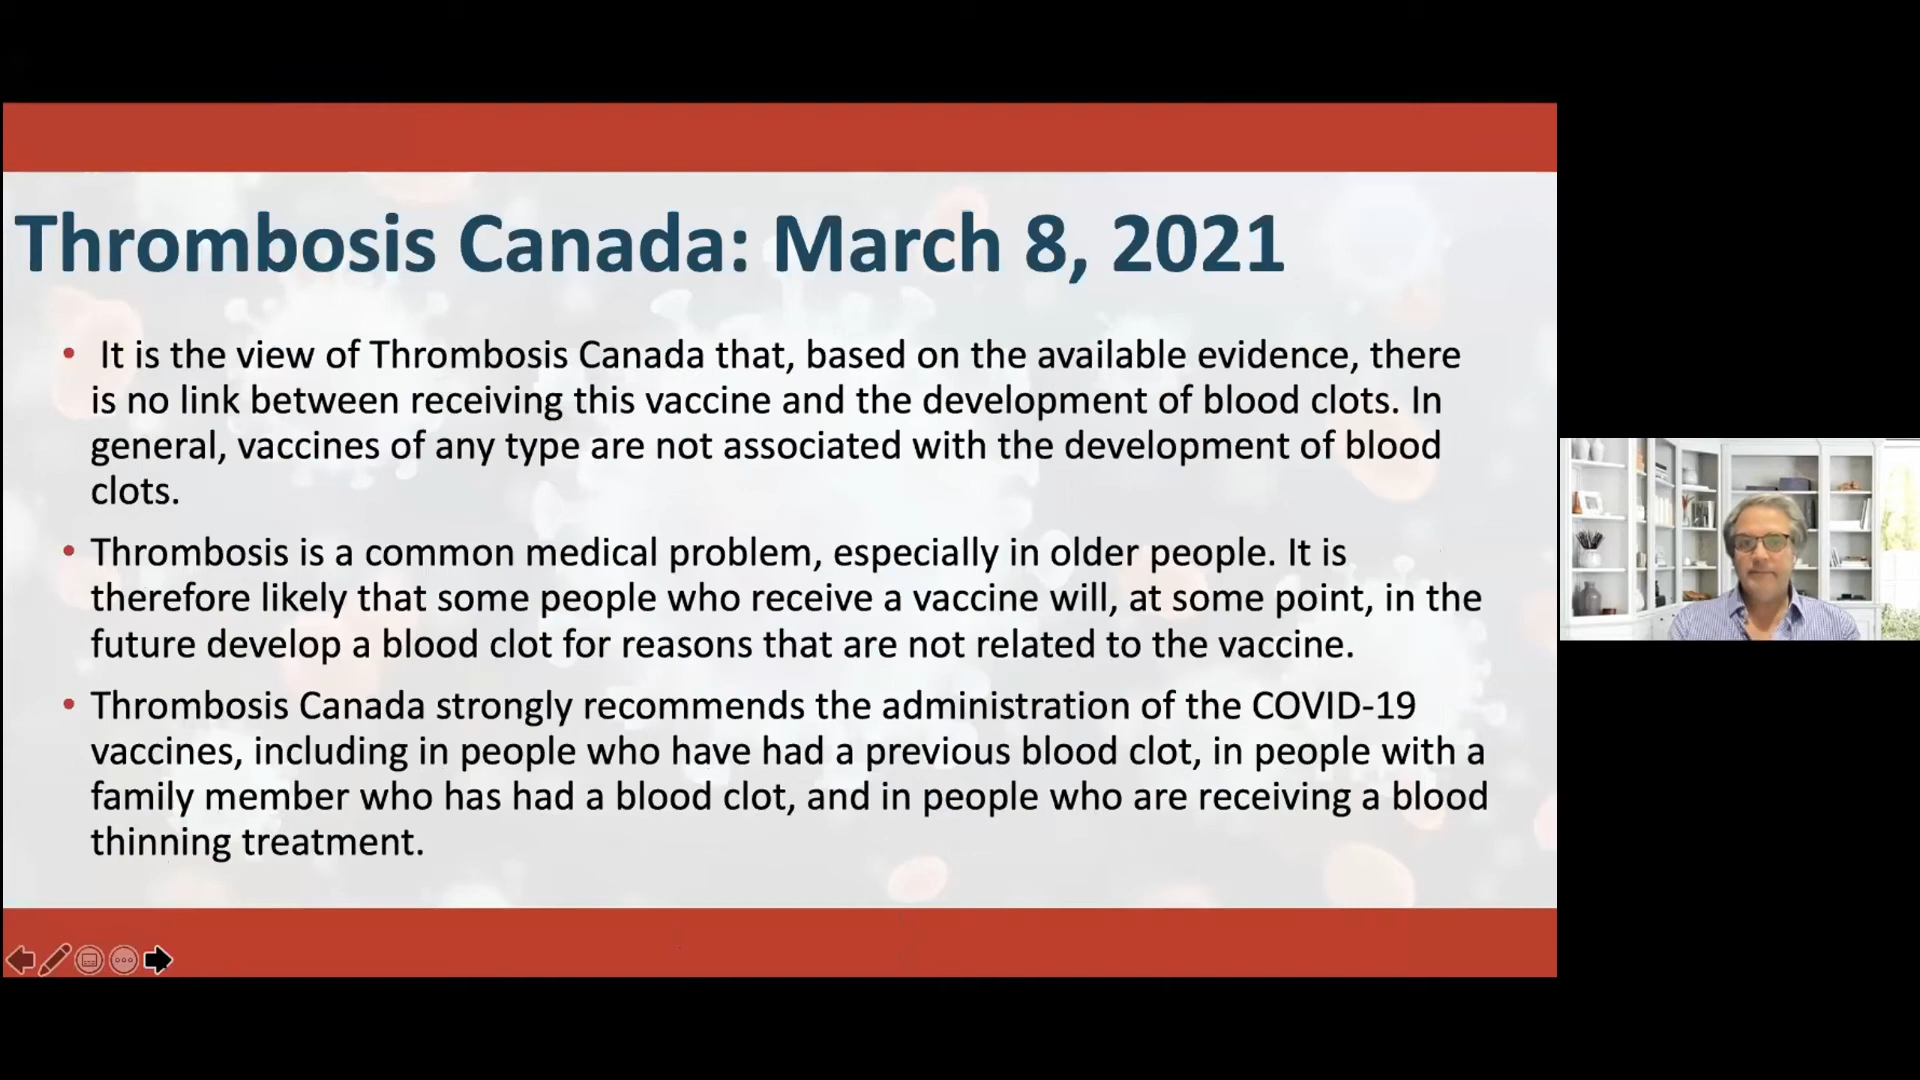 Thrombosis Canada: March 8, 2021
• It is the view of Thrombosis Canada that, based on the available evidence, there
is no link between receiving this vaccine and the development of blood clots. In
general, vaccines of any type are not associated with the development of blood
clots.
• Thrombosis is a common medical problem, especially in older people. It is
therefore likely that some people who receive a vaccine will, at some point, in the
future develop a blood clot for reasons that are not related to the vaccine.
• Thrombosis Canada strongly recommends the administration of the COVID-19
vaccines, including in people who have had a previous blood clot, in people with a
family member who has had a blood clot, and in people who are receiving a blood
thinning treatment.